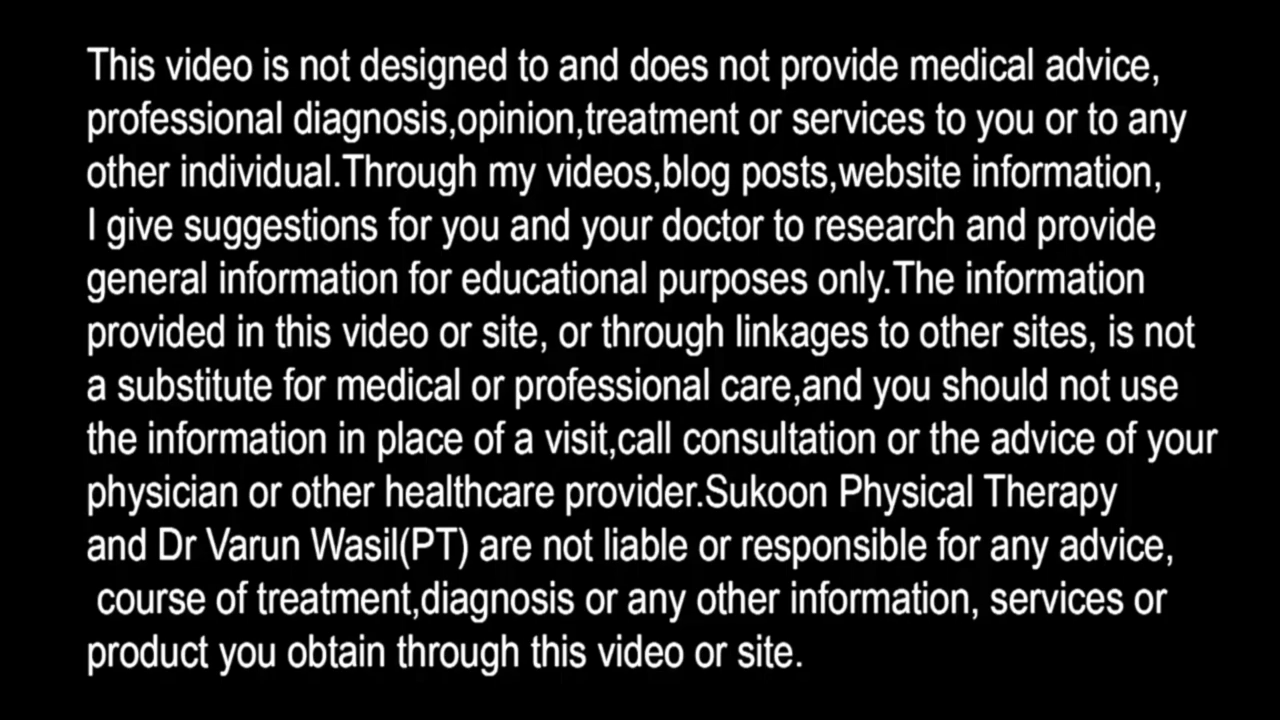 This video is not designed to and does not provide medical advice,
professional diagnosis,opinion,treatment or services to you or to any
other individual.Through my videos,blog posts,website information,
I give suggestions for you and your doctor to research and provide
general information for educational purposes only.The information
provided in this video or site, or through linkages to other sites, is not
a substitute for medical or professional care,and you should not use
the information in place of a visit,call consultation or the advice of your
physician or other healthcare provider.Sukoon Physical Therapy
and Dr Varun Wasil(PT) are not liable or responsible for any advice,
course of treatment,diagnosis or any other information, services or
product you obtain through this video or site.